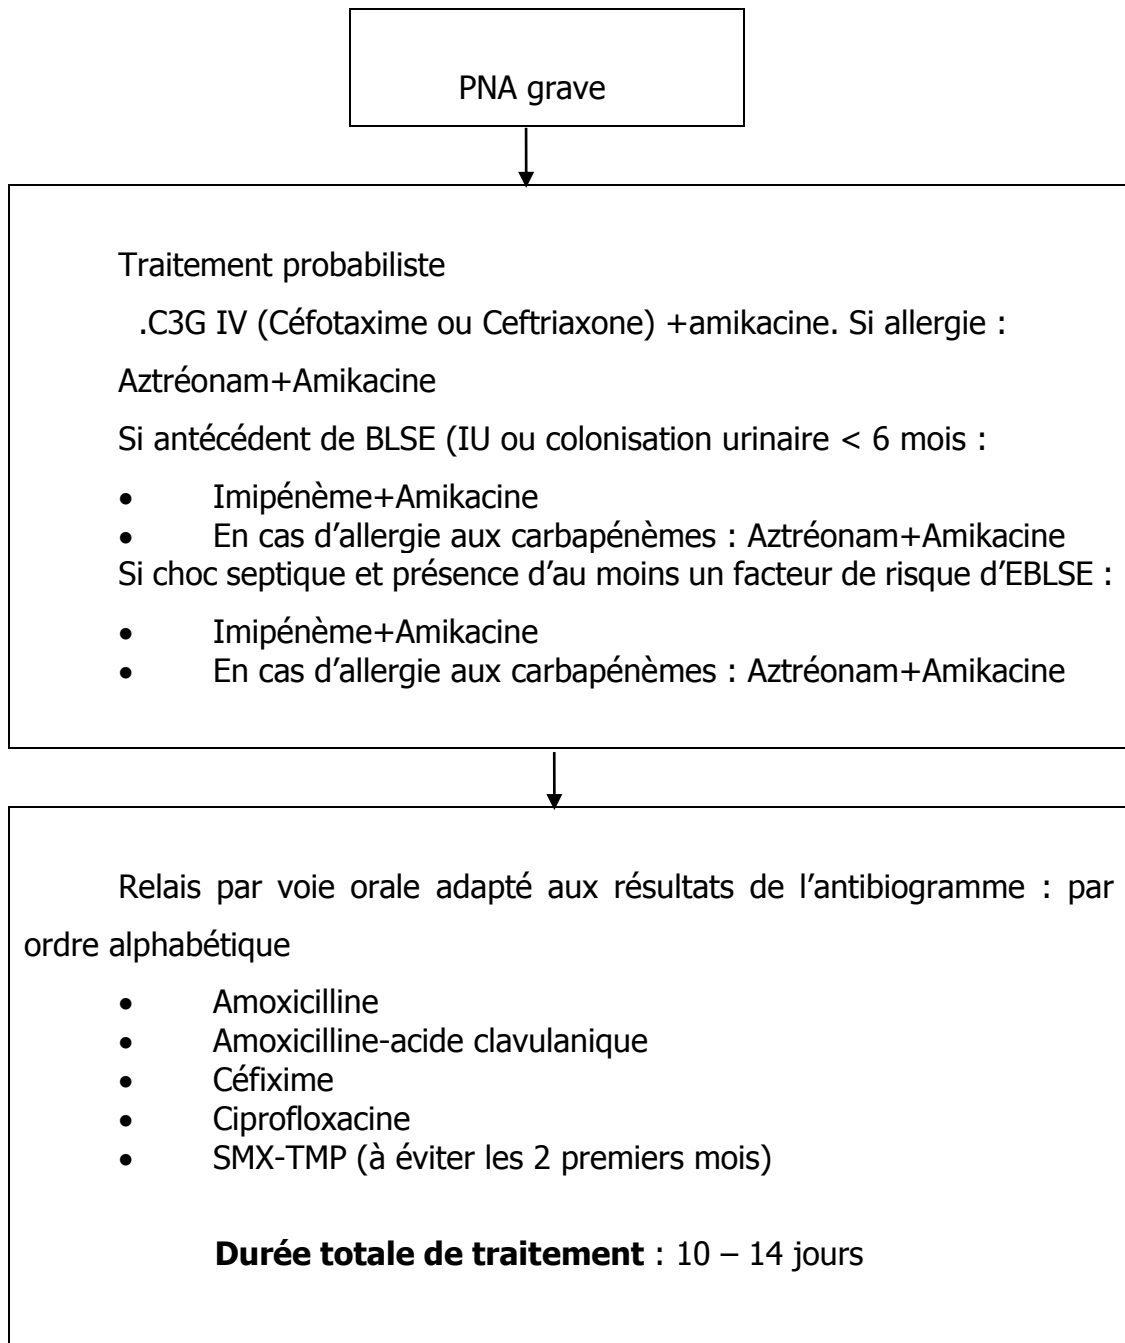 PNA grave
Traitement probabiliste
.C3G IV (Céfotaxime ou Ceftriaxone) +amikacine. Si allergie :
Aztréonam+Amikacine
Si antécédent de BLSE (IU ou colonisation urinaire < 6 mois :
• Imipénème+Amikacine
• En cas d’allergie aux carbapénèmes : Aztréonam+Amikacine
Si choc septique et présence d’au moins un facteur de risque d’EBLSE :
• Imipénème+Amikacine
• En cas d’allergie aux carbapénèmes : Aztréonam+Amikacine
Relais par voie orale adapté aux résultats de l’antibiogramme : par
ordre alphabétique
• Amoxicilline
• Amoxicilline-acide clavulanique
• Céfixime
• Ciprofloxacine
• SMX-TMP (à éviter les 2 premiers mois)
Durée totale de traitement : 10 – 14 jours